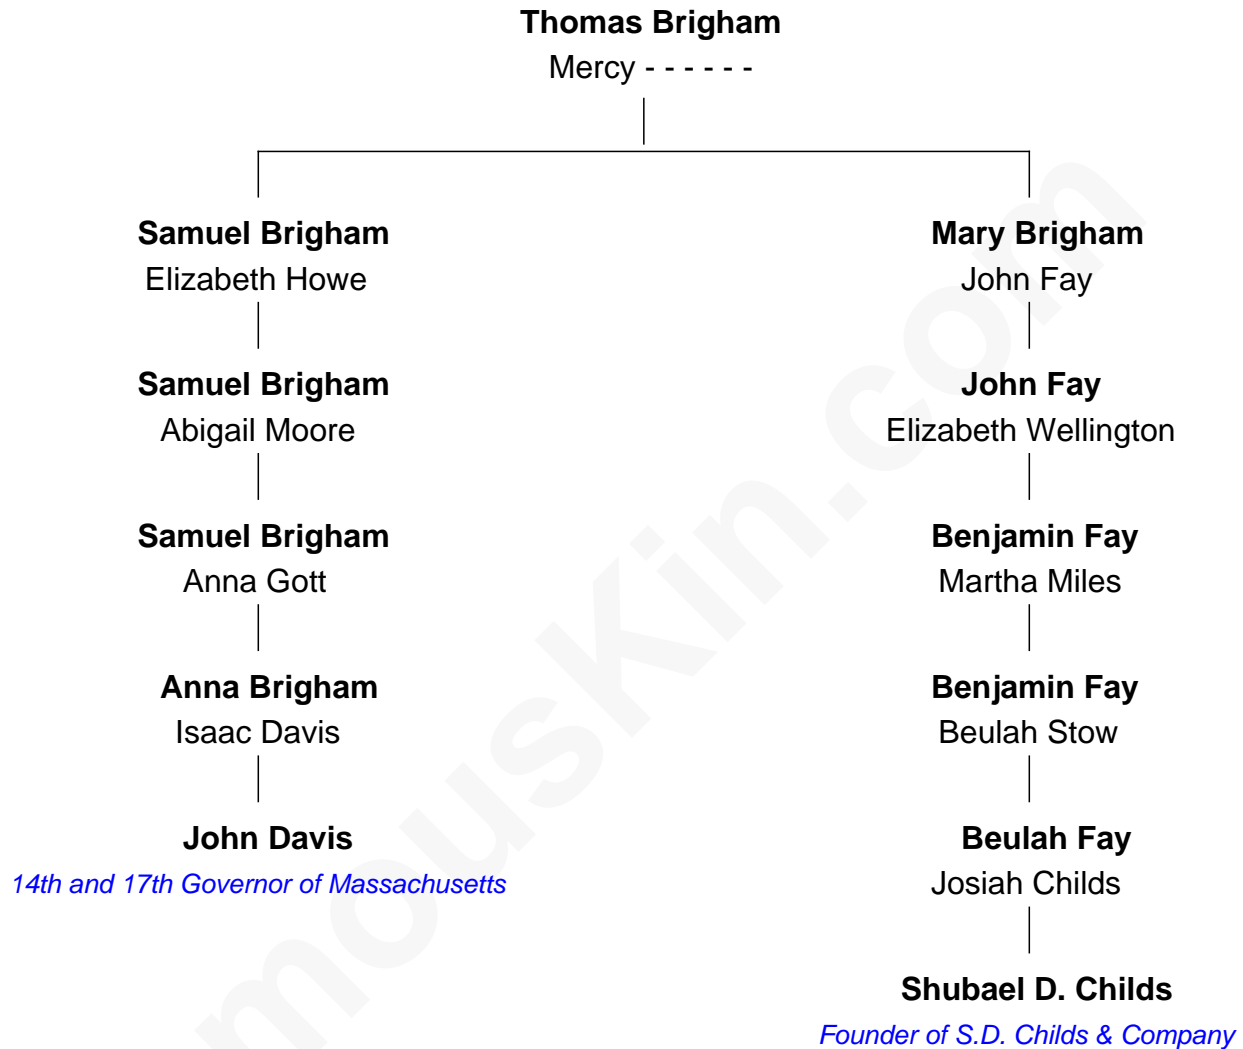 Thomas Brigham
Mercy - - - - - -
Samuel Brigham
Elizabeth Howe
Mary Brigham
John Fay
Samuel Brigham
Abigail Moore
John Fay
Elizabeth Wellington
Samuel Brigham
Anna Gott
Benjamin Fay
Martha Miles
Anna Brigham
Isaac Davis
Benjamin Fay
Beulah Stow
John Davis
14th and 17th Governor of Massachusetts
Beulah Fay
Josiah Childs
Shubael D. Childs
Founder of S.D. Childs & Company
mouskin.com